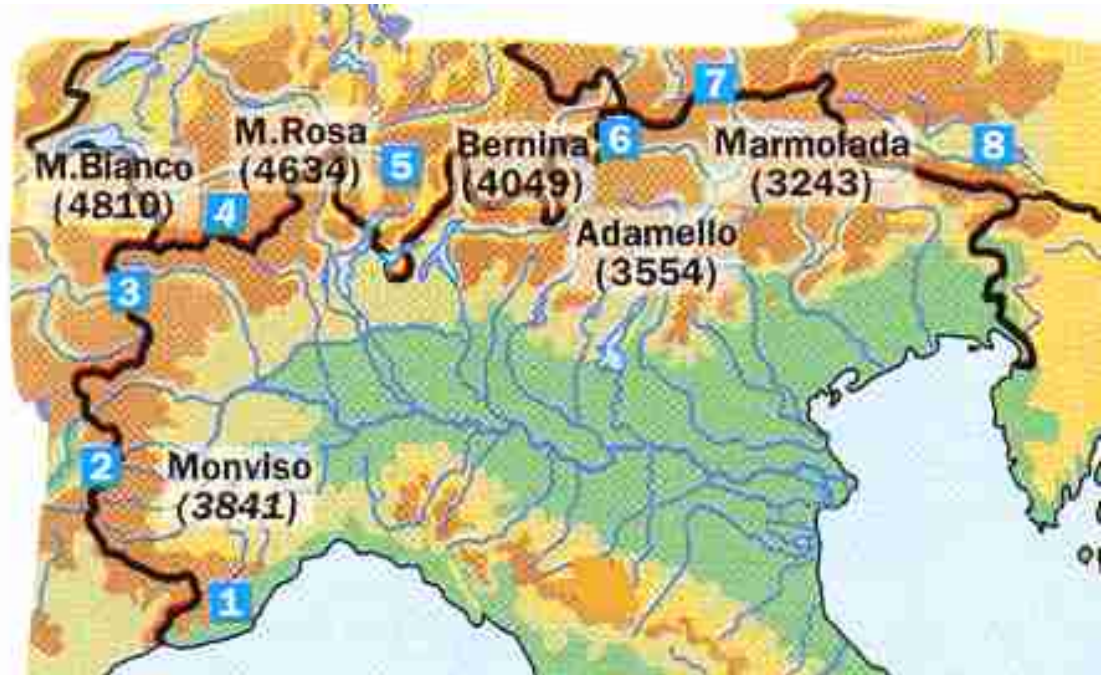 7
M.Rosa
(4634)
5
Bernina
(4049)
6
Marmolada
(3243)
8
M.Bianco
(4810)
4
Adamello
(3554)
3
2
Monviso
(3841)
1